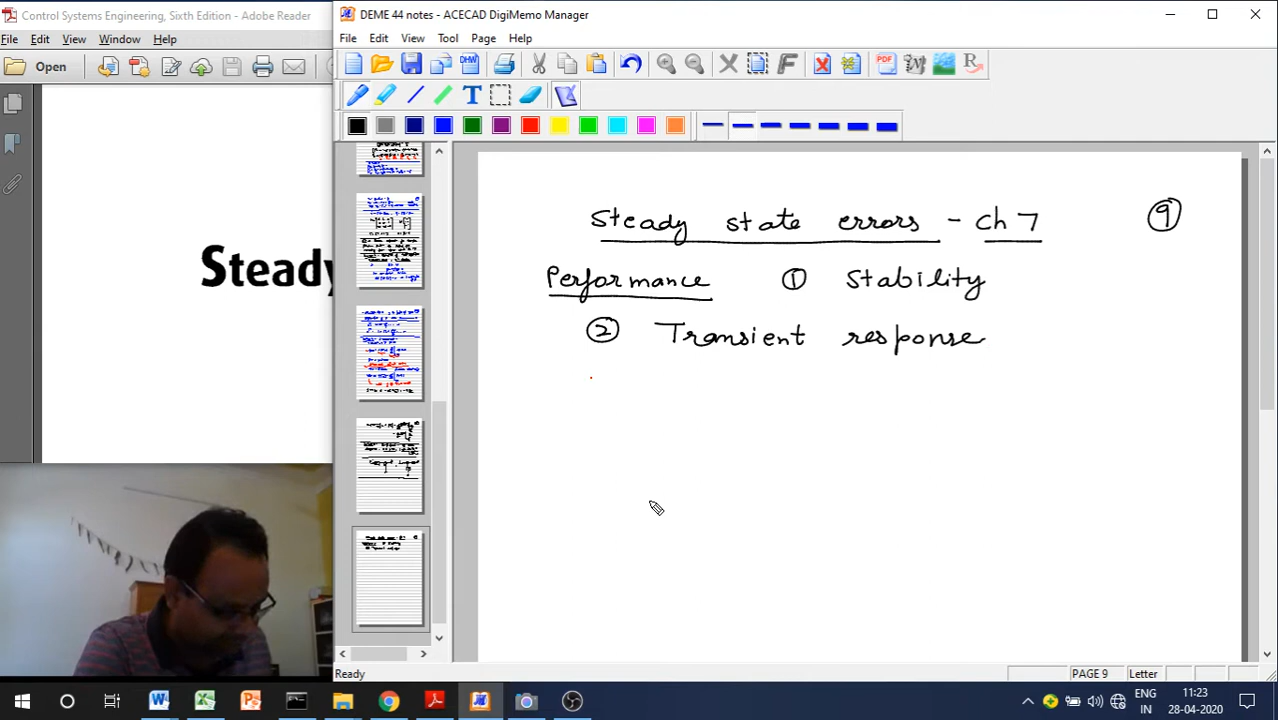 Control Systems Engineering, Sixth Edition - Adobe Reader
File Edit View Window Help
Open
Steady
DEME 44 notes - ACECAD DigiMemo Manager
File Edit View Tool Page Help
Steady state errors - Ch 7 9
Performance 1 Stability
2 Transient response
Ready PAGE 9 Letter
ENG 11:23
IN 28-04-2020